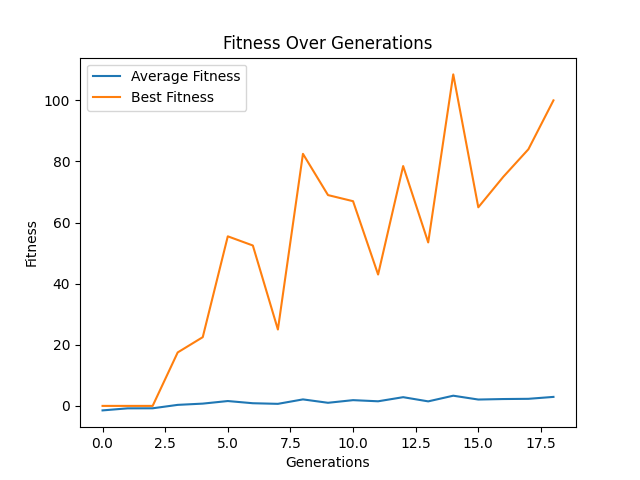 Fitness Over Generations
Average Fitness
Best Fitness
100
80
60
40
20
0
Fitness
0.0 2.5 5.0 7.5 10.0 12.5 15.0 17.5
Generations